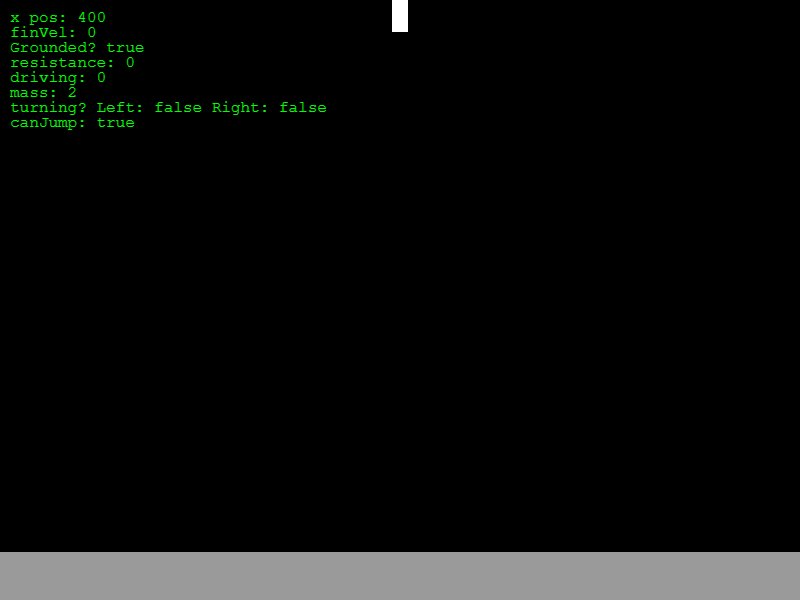 x pos: 400
finVel: 0
Grounded? true
resistance: 0
driving: 0
mass: 2
turning? Left: false Right: false
canJump: true